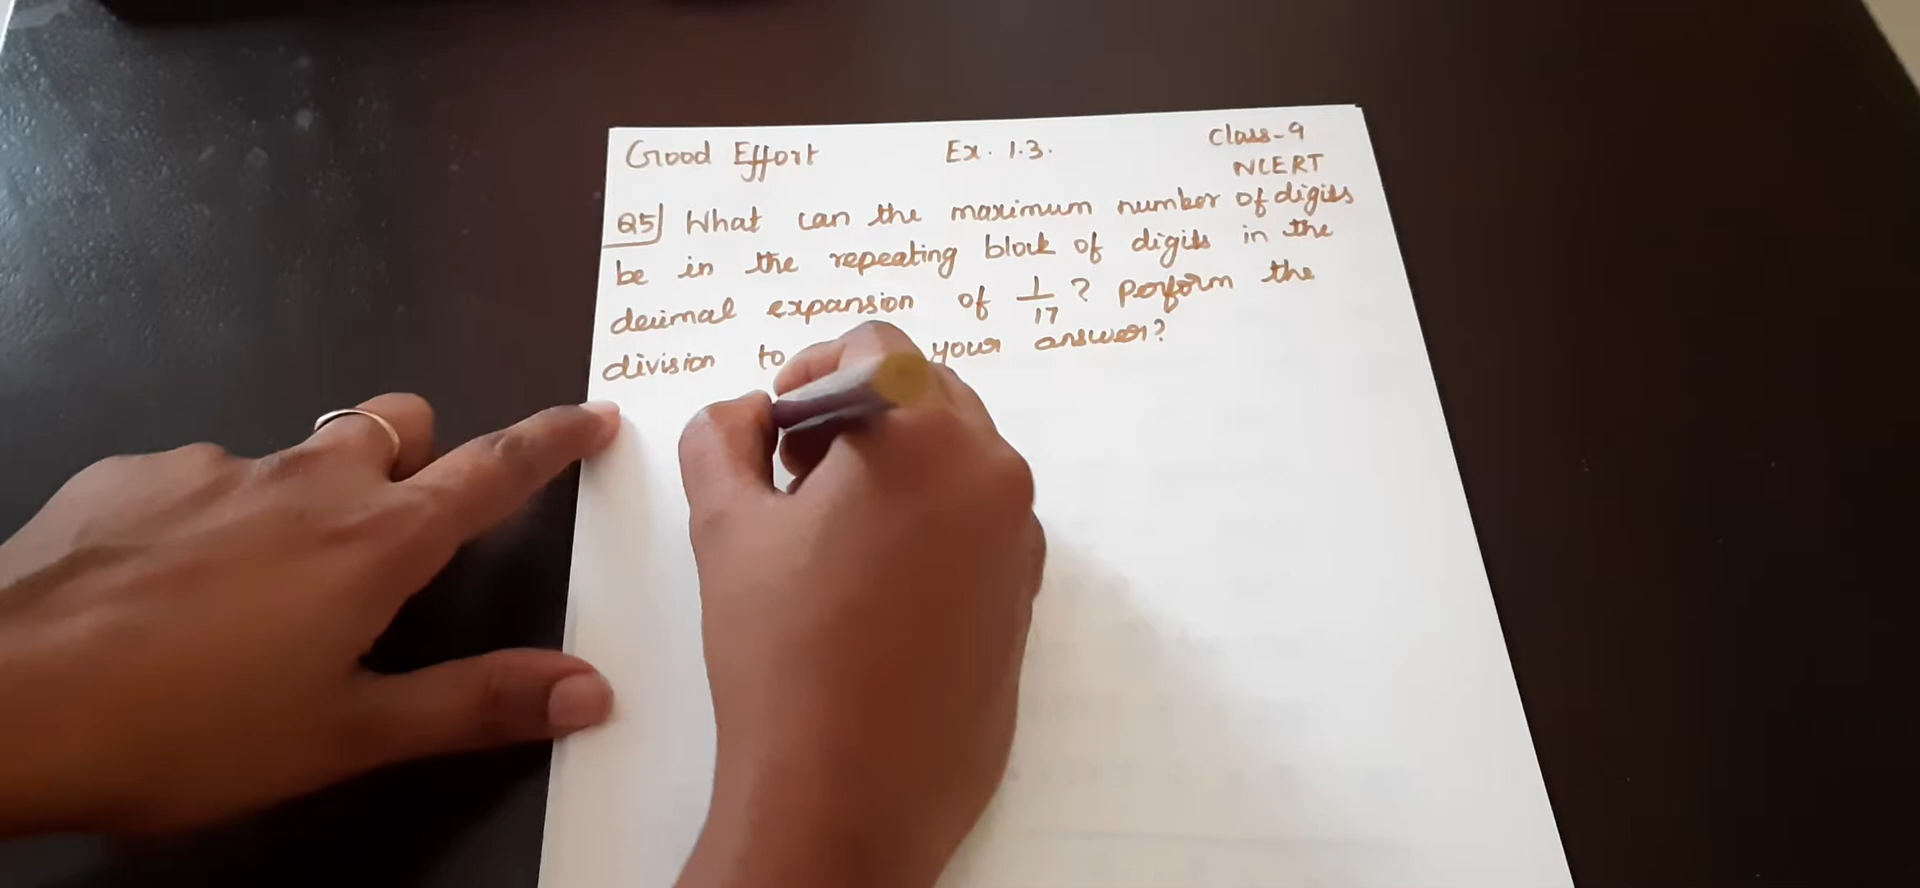 Good Effort Ex. 1.3. Class-9
NCERT
Q5] What can the maximum number of digits
be in the repeating block of digits in the
decimal expansion of 1/17? Perform the
division to your answer?